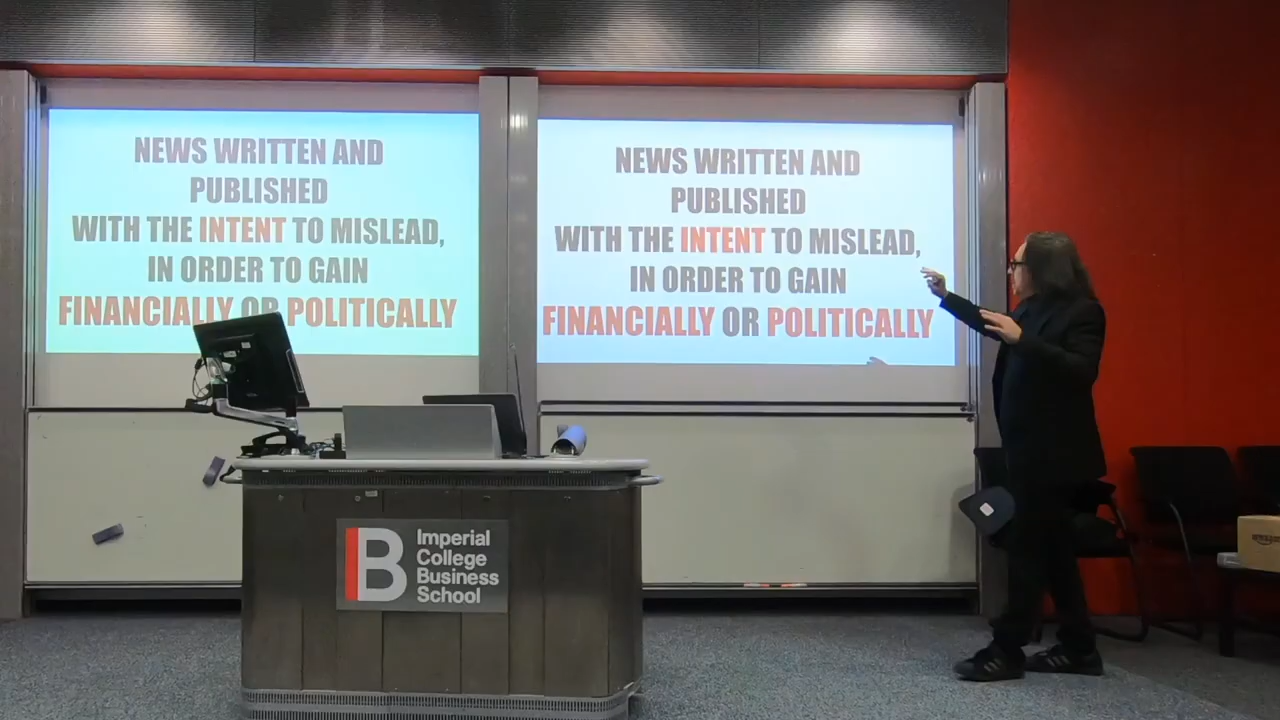 NEWS WRITTEN AND
PUBLISHED
WITH THE INTENT TO MISLEAD,
IN ORDER TO GAIN
FINANCIALLY OR POLITICALLY
NEWS WRITTEN AND
PUBLISHED
WITH THE INTENT TO MISLEAD,
IN ORDER TO GAIN
FINANCIALLY OR POLITICALLY
B
Imperial
College
Business
School
amazon